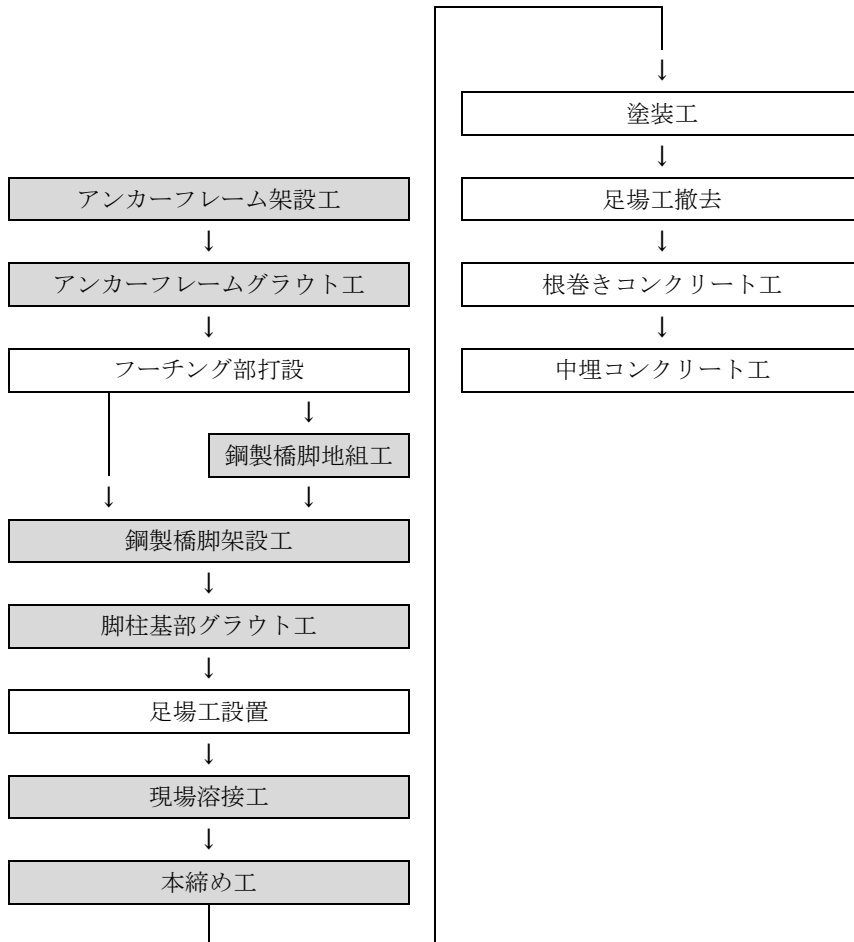 アンカーフレーム架設工
↓
アンカーフレームグラウト工
↓
フーチング部打設
↓
鋼製橋脚地組工
↓ ↓
鋼製橋脚架設工
↓
脚柱基部グラウト工
↓
足場工設置
↓
現場溶接工
↓
本締め工
↓
塗装工
↓
足場工撤去
↓
根巻きコンクリート工
↓
中埋コンクリート工